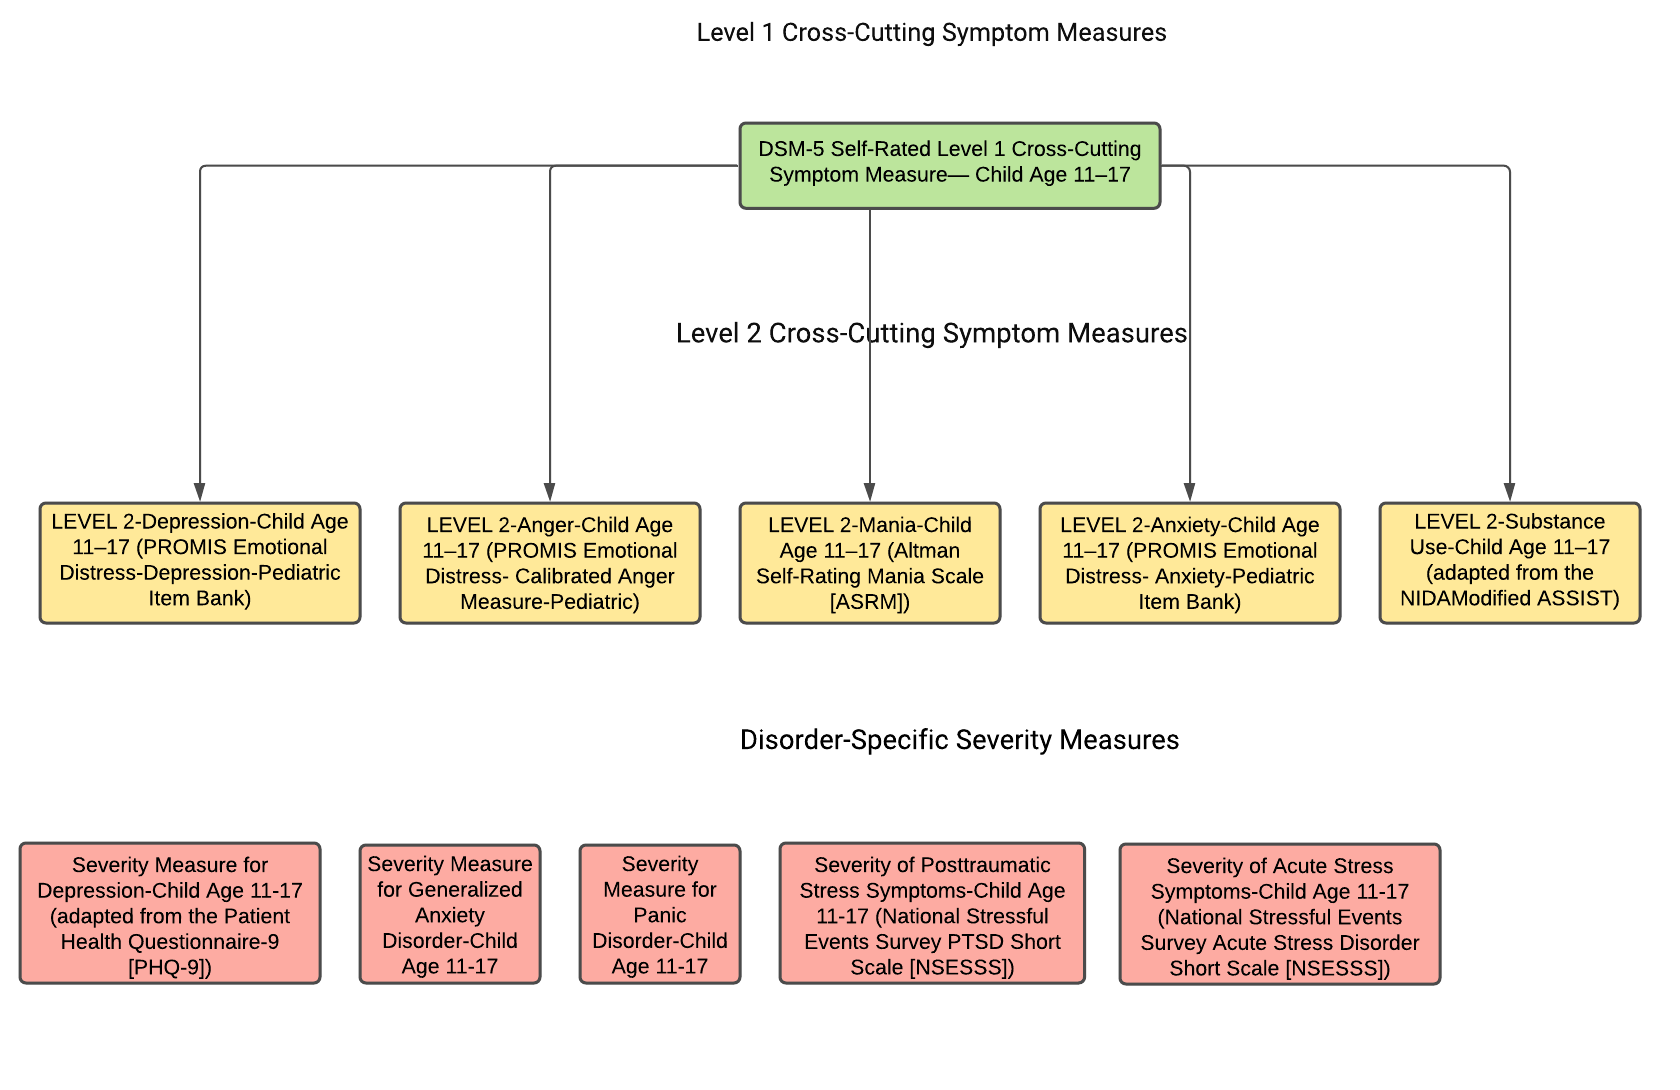 Level 1 Cross-Cutting Symptom Measures
DSM-5 Self-Rated Level 1 Cross-Cutting
Symptom Measure— Child Age 11–17
Level 2 Cross-Cutting Symptom Measures
LEVEL 2-Depression-Child Age
11–17 (PROMIS Emotional
Distress-Depression-Pediatric
Item Bank)
LEVEL 2-Anger-Child Age
11–17 (PROMIS Emotional
Distress- Calibrated Anger
Measure-Pediatric)
LEVEL 2-Mania-Child
Age 11–17 (Altman
Self-Rating Mania Scale
[ASRM])
LEVEL 2-Anxiety-Child Age
11–17 (PROMIS Emotional
Distress- Anxiety-Pediatric
Item Bank)
LEVEL 2-Substance
Use-Child Age 11–17
(adapted from the
NIDAModified ASSIST)
Disorder-Specific Severity Measures
Severity Measure for
Depression-Child Age 11-17
(adapted from the Patient
Health Questionnaire-9
[PHQ-9])
Severity Measure
for Generalized
Anxiety
Disorder-Child
Age 11-17
Severity
Measure for
Panic
Disorder-Child
Age 11-17
Severity of Posttraumatic
Stress Symptoms-Child Age
11-17 (National Stressful
Events Survey PTSD Short
Scale [NSESSS])
Severity of Acute Stress
Symptoms-Child Age 11-17
(National Stressful Events
Survey Acute Stress Disorder
Short Scale [NSESSS])